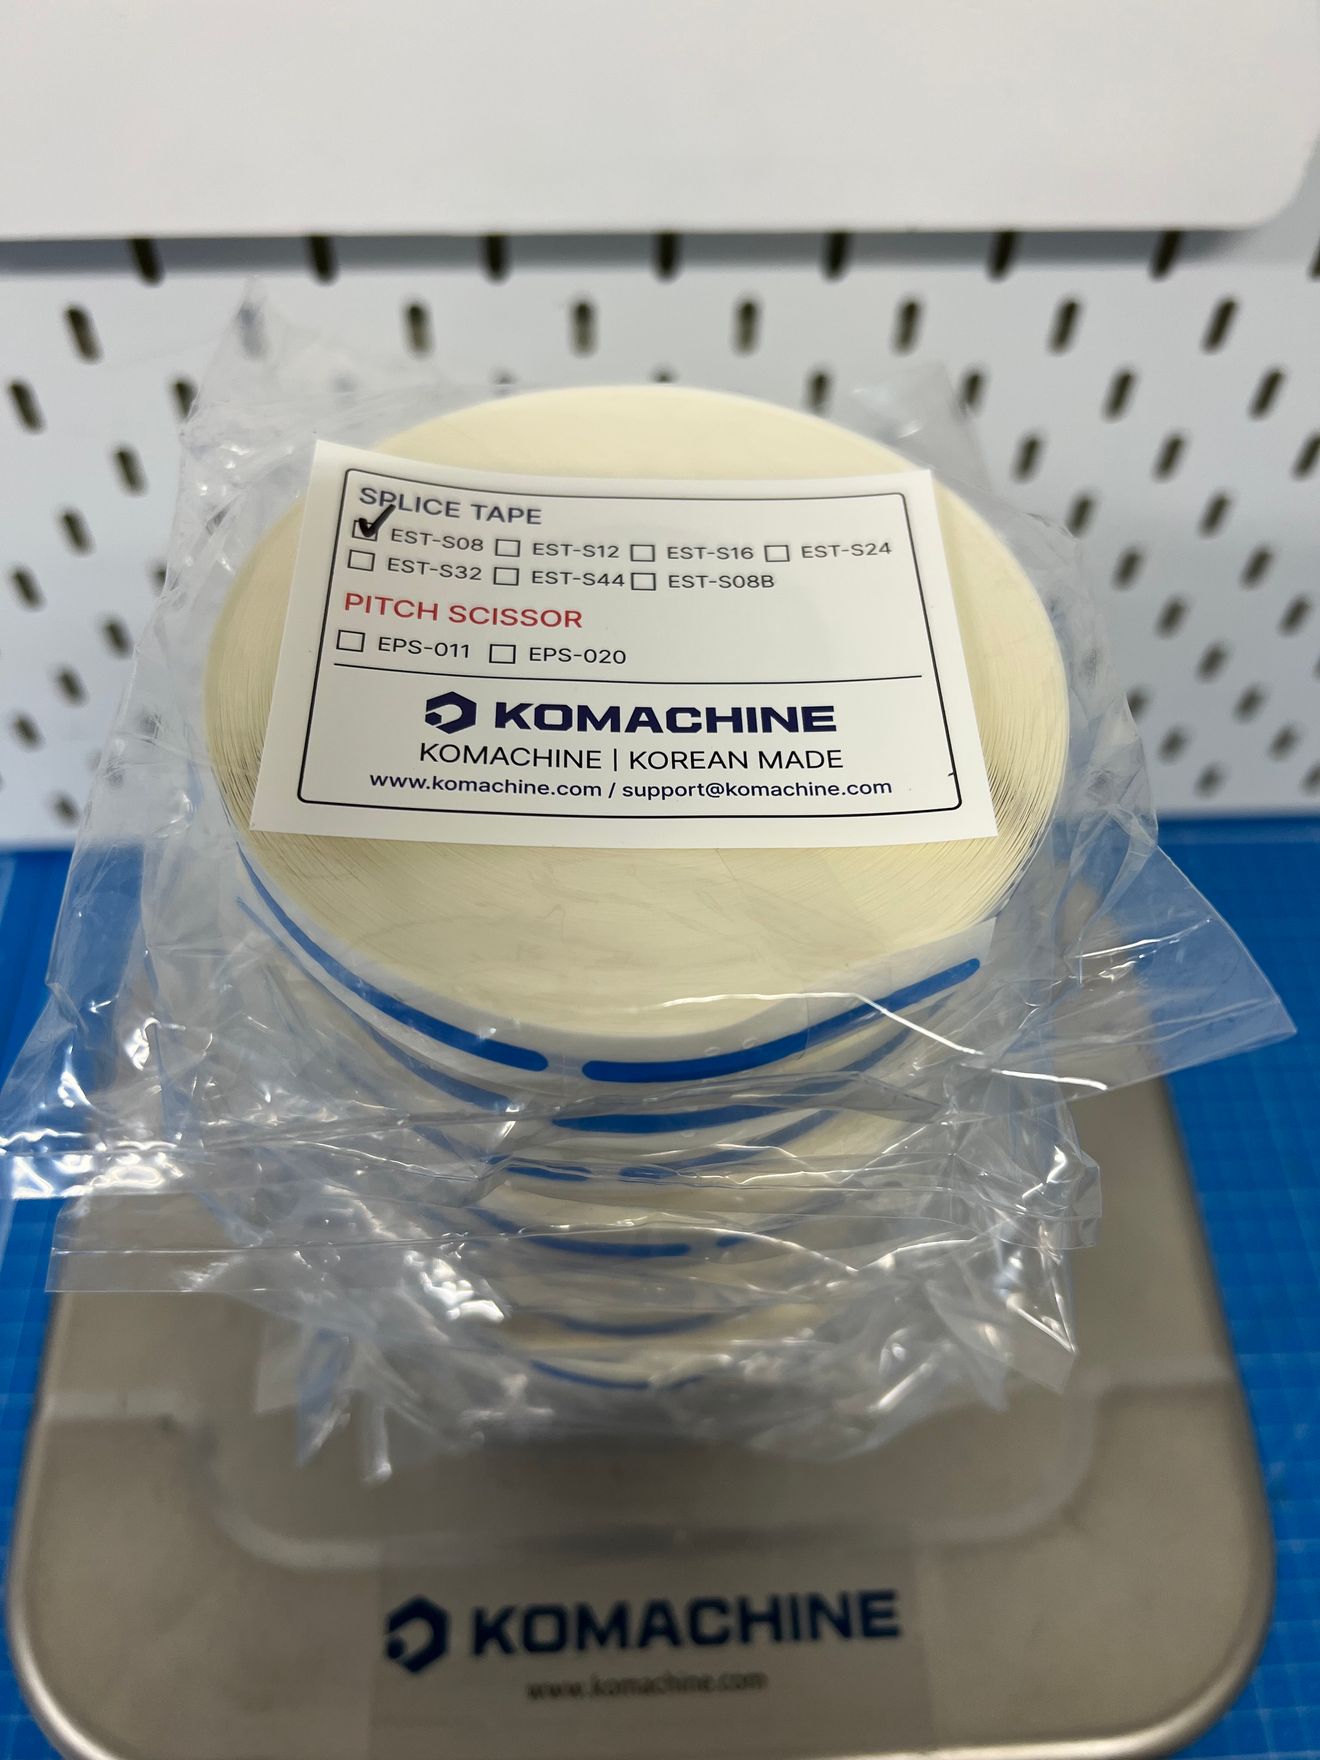 SPLICE TAPE
EST-S08 EST-S12 EST-S16 EST-S24
EST-S32 EST-S44 EST-S08B
PITCH SCISSOR
EPS-011 EPS-020
KOMACHINE
KOMACHINE | KOREAN MADE
www.komachine.com / support@komachine.com
KOMACHINE
www.komachine.com